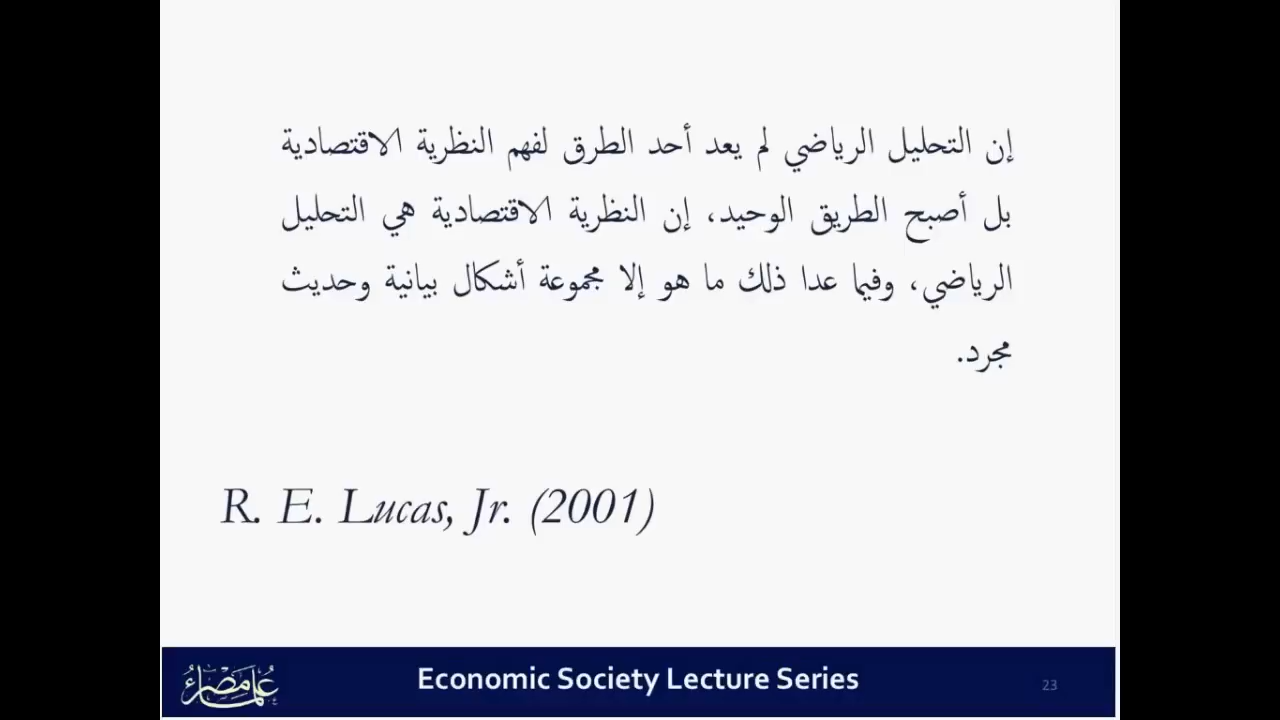 إن التحليل الرياضي لم يعد أحد الطرق لفهم النظرية الاقتصادية
بل أصبح الطريق الوحيد، إن النظرية الاقتصادية هي التحليل
الرياضي، وفيما عدا ذلك ما هو إلا مجموعة أشكال بيانية وحديث
مجرد.
R. E. Lucas, Jr. (2001)
علماء مصر
Economic Society Lecture Series
23